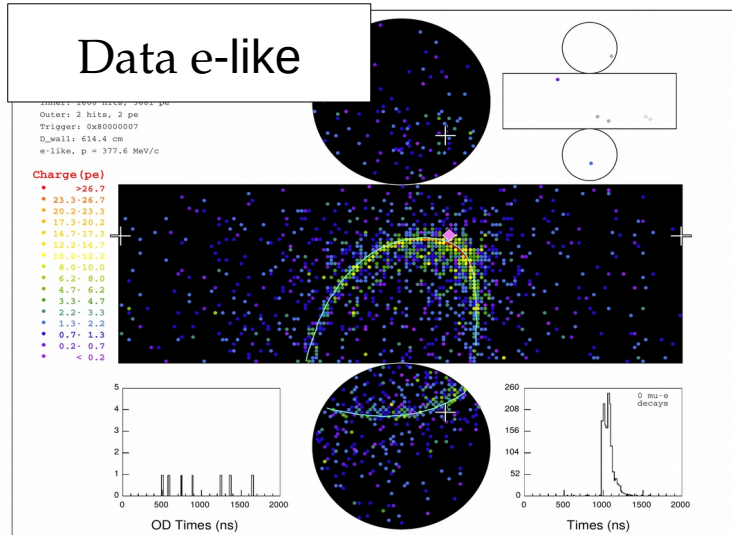 Data e-like
Inner: 1600 hits, 3681 pe
Outer: 2 hits, 2 pe
Trigger: 0x80000007
D_wall: 614.4 cm
e-like, p = 377.6 MeV/c
Charge(pe)
>26.7
23.3-26.7
20.2-23.3
17.3-20.2
14.7-17.3
12.2-14.7
10.0-12.2
8.0-10.0
6.2- 8.0
4.7- 6.2
3.3- 4.7
2.2- 3.3
1.3- 2.2
0.7- 1.3
0.2- 0.7
< 0.2
5
4
3
2
1
0
0 500 1000 1500 2000
OD Times (ns)
0 mu-e
decays
260
208
156
104
52
0
0 500 1000 1500 2000
Times (ns)